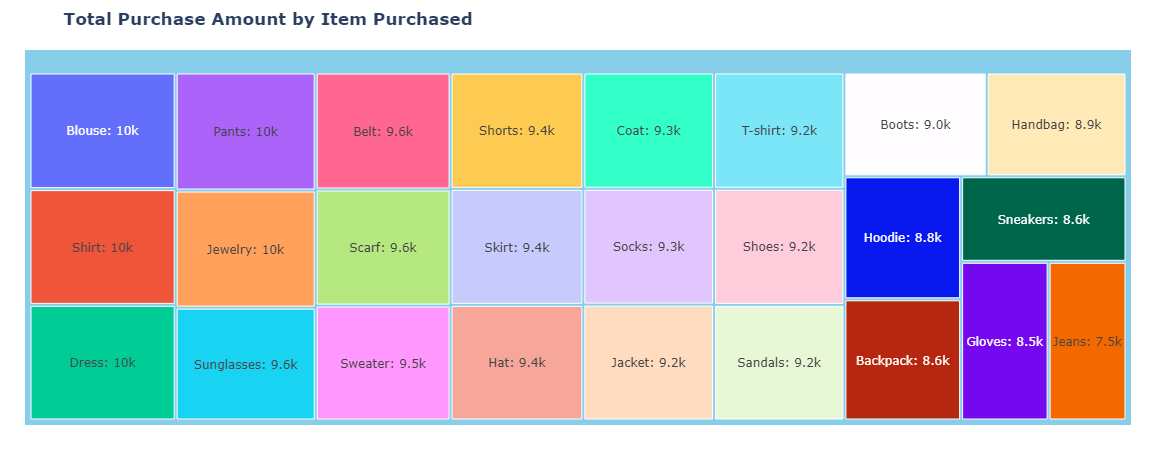 Total Purchase Amount by Item Purchased
Blouse: 10k
Pants: 10k
Belt: 9.6k
Shorts: 9.4k
Coat: 9.3k
T-shirt: 9.2k
Boots: 9.0k
Handbag: 8.9k
Shirt: 10k
Jewelry: 10k
Scarf: 9.6k
Skirt: 9.4k
Socks: 9.3k
Shoes: 9.2k
Hoodie: 8.8k
Sneakers: 8.6k
Dress: 10k
Sunglasses: 9.6k
Sweater: 9.5k
Hat: 9.4k
Jacket: 9.2k
Sandals: 9.2k
Backpack: 8.6k
Gloves: 8.5k
Jeans: 7.5k